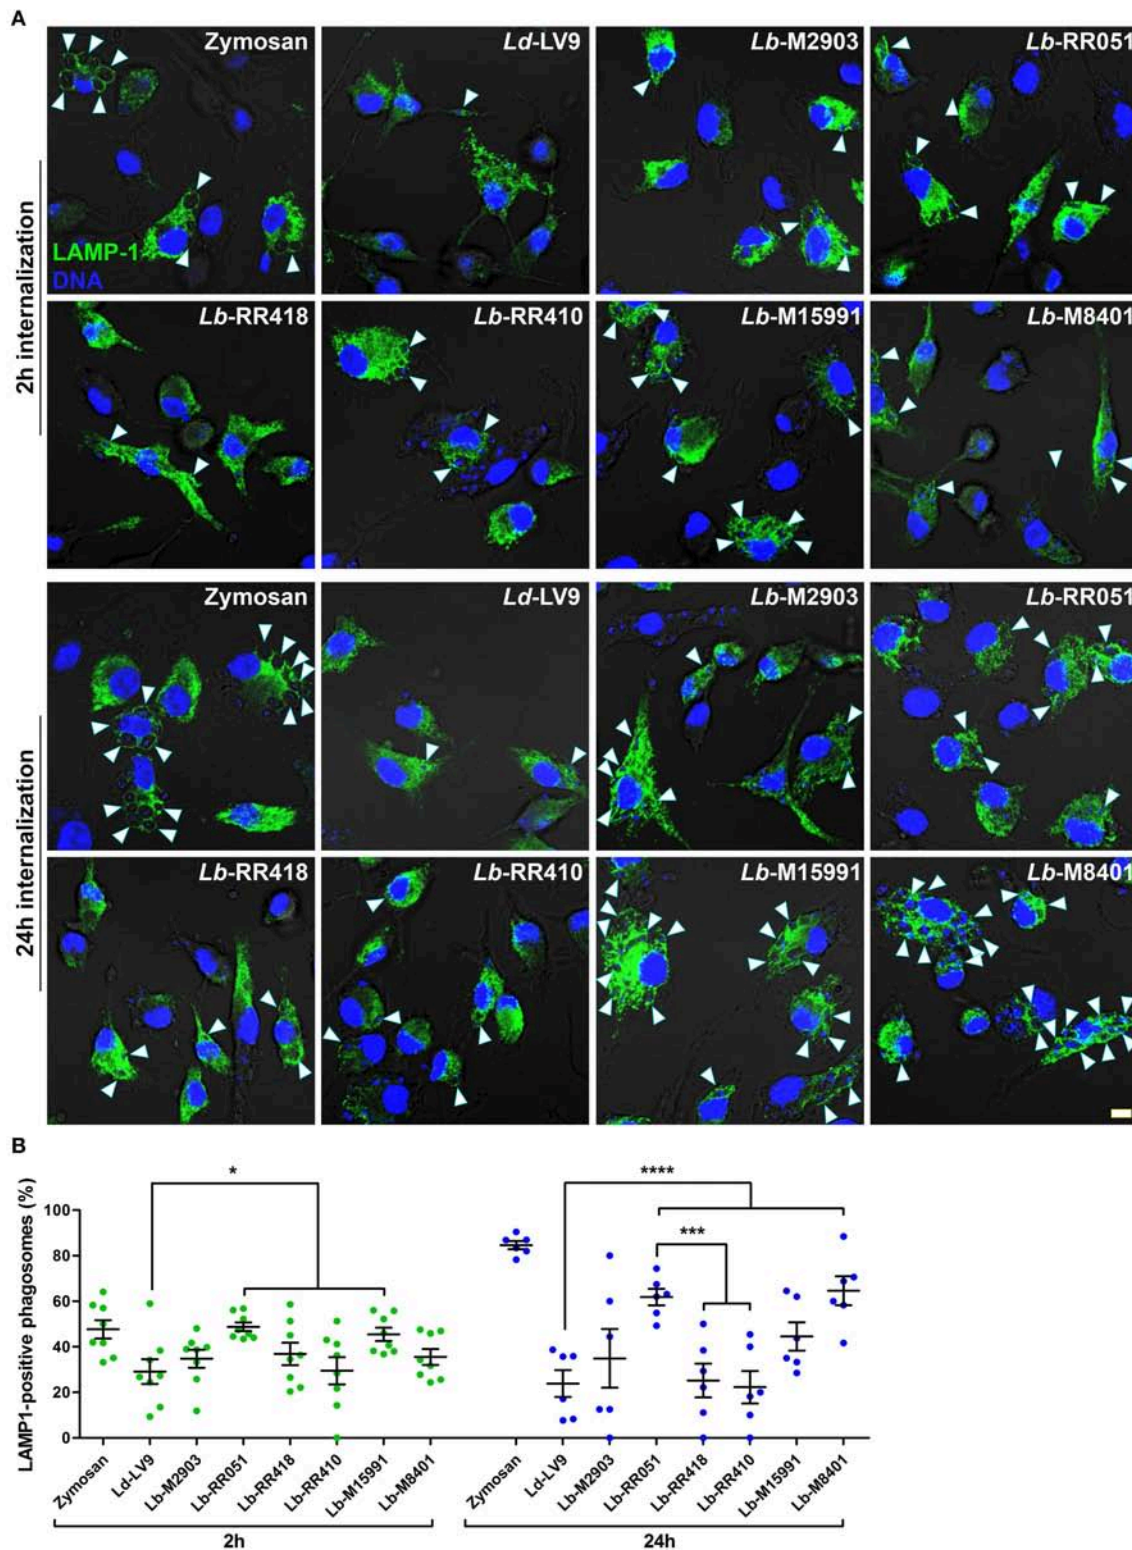 A
Zymosan
Ld-LV9
Lb-M2903
Lb-RR051
LAMP-1
DNA
2h internalization
Lb-RR418
Lb-RR410
Lb-M15991
Lb-M8401
Zymosan
Ld-LV9
Lb-M2903
Lb-RR051
24h internalization
Lb-RR418
Lb-RR410
Lb-M15991
Lb-M8401
B
LAMP1-positive phagosomes (%)
100
80
60
40
20
0
*
****
***
Zymosan
Ld-LV9
Lb-M2903
Lb-RR051
Lb-RR418
Lb-RR410
Lb-M15991
Lb-M8401
2h
Zymosan
Ld-LV9
Lb-M2903
Lb-RR051
Lb-RR418
Lb-RR410
Lb-M15991
Lb-M8401
24h